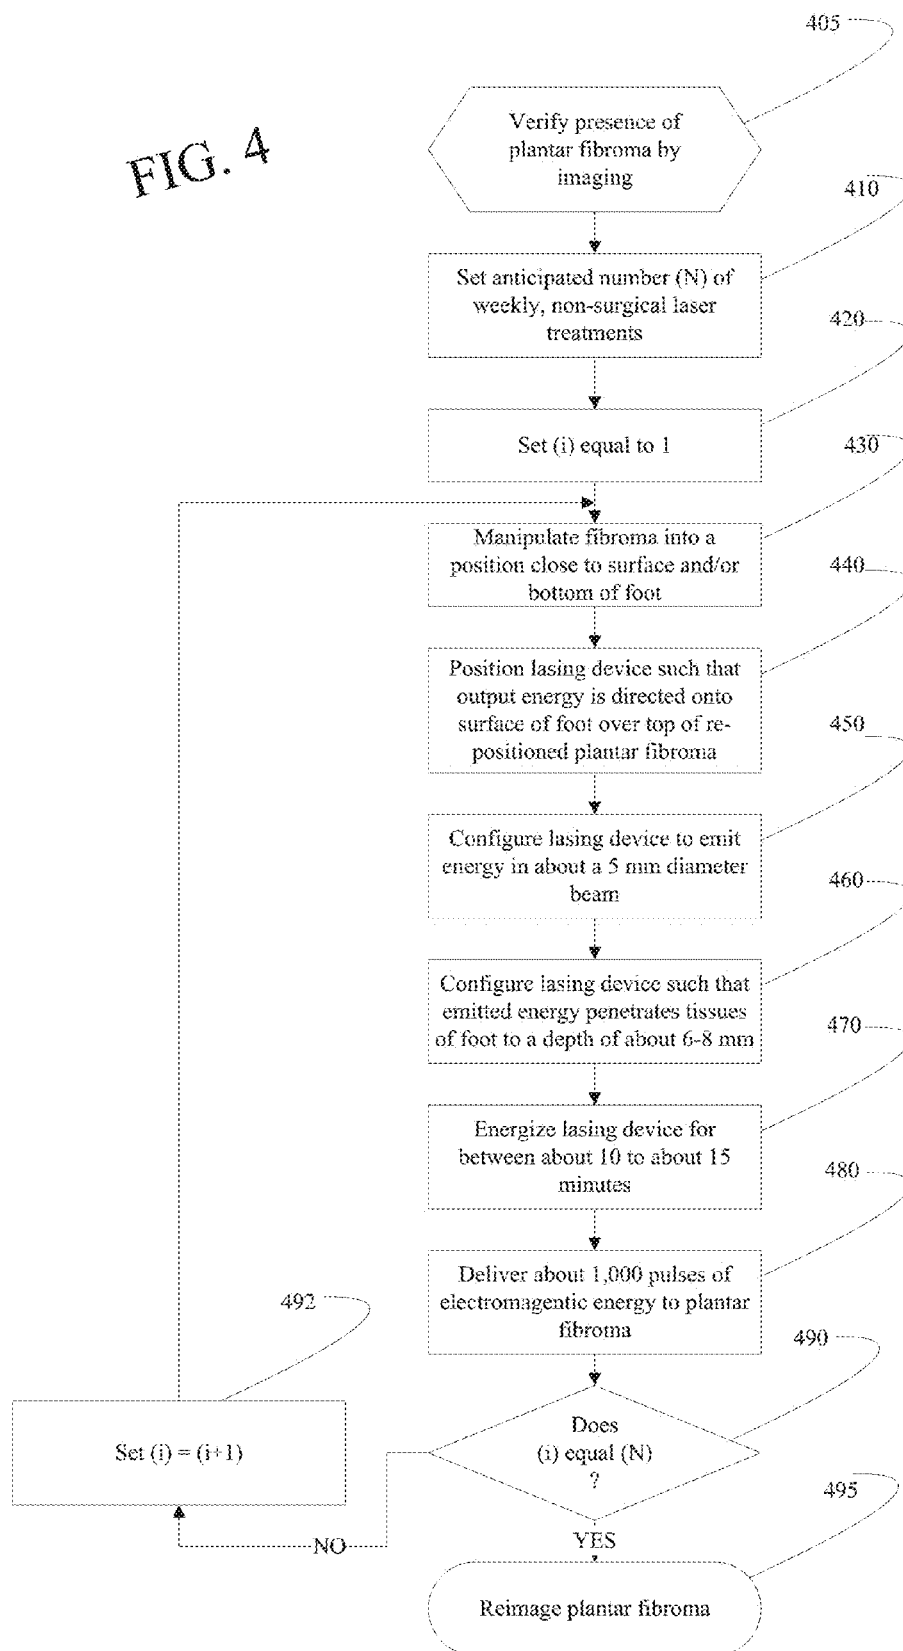 405
FIG. 4
Verify presence of
plantar fibroma by
imaging
410
Set anticipated number (N) of
weekly, non-surgical laser
treatments
420
Set (i) equal to 1
430
Manipulate fibroma into a
position close to surface and/or
bottom of foot
440
Position lasing device such that
output energy is directed onto
surface of foot over top of re-
positioned plantar fibroma
450
Configure lasing device to emit
energy in about a 5 mm diameter
beam
460
Configure lasing device such that
emitted energy penetrates tissues
of foot to a depth of about 6-8 mm
470
Energize lasing device for
between about 10 to about 15
minutes
480
Deliver about 1,000 pulses of
electromagentic energy to plantar
fibroma
492
490
Does
(i) equal (N)
?
Set (i) = (i+1)
495
NO
YES
Reimage plantar fibroma